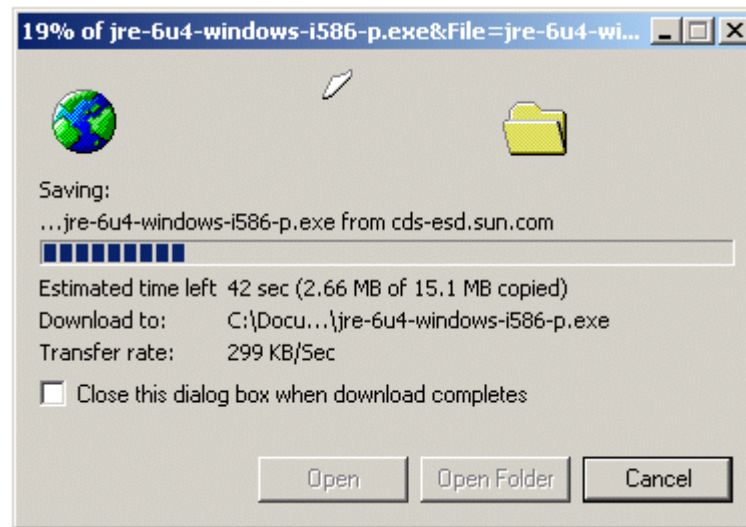 19% of jre-6u4-windows-i586-p.exe&File=jre-6u4-wi...
Saving:
...jre-6u4-windows-i586-p.exe from cds-esd.sun.com
Estimated time left 42 sec (2.66 MB of 15.1 MB copied)
Download to: C:\Docu...\jre-6u4-windows-i586-p.exe
Transfer rate: 299 KB/Sec
Close this dialog box when download completes
Open Open Folder Cancel